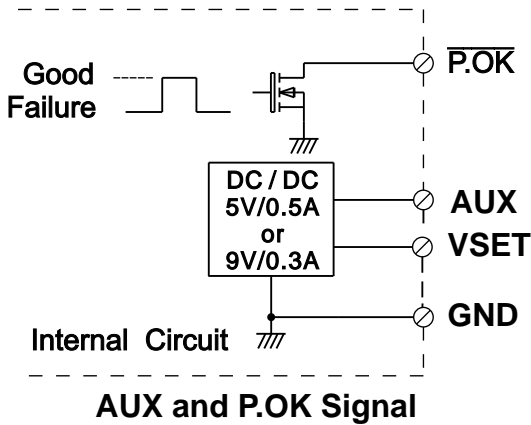 Good
Failure
P.OK
DC / DC
5V/0.5A
or
9V/0.3A
AUX
VSET
GND
Internal Circuit
AUX and P.OK Signal